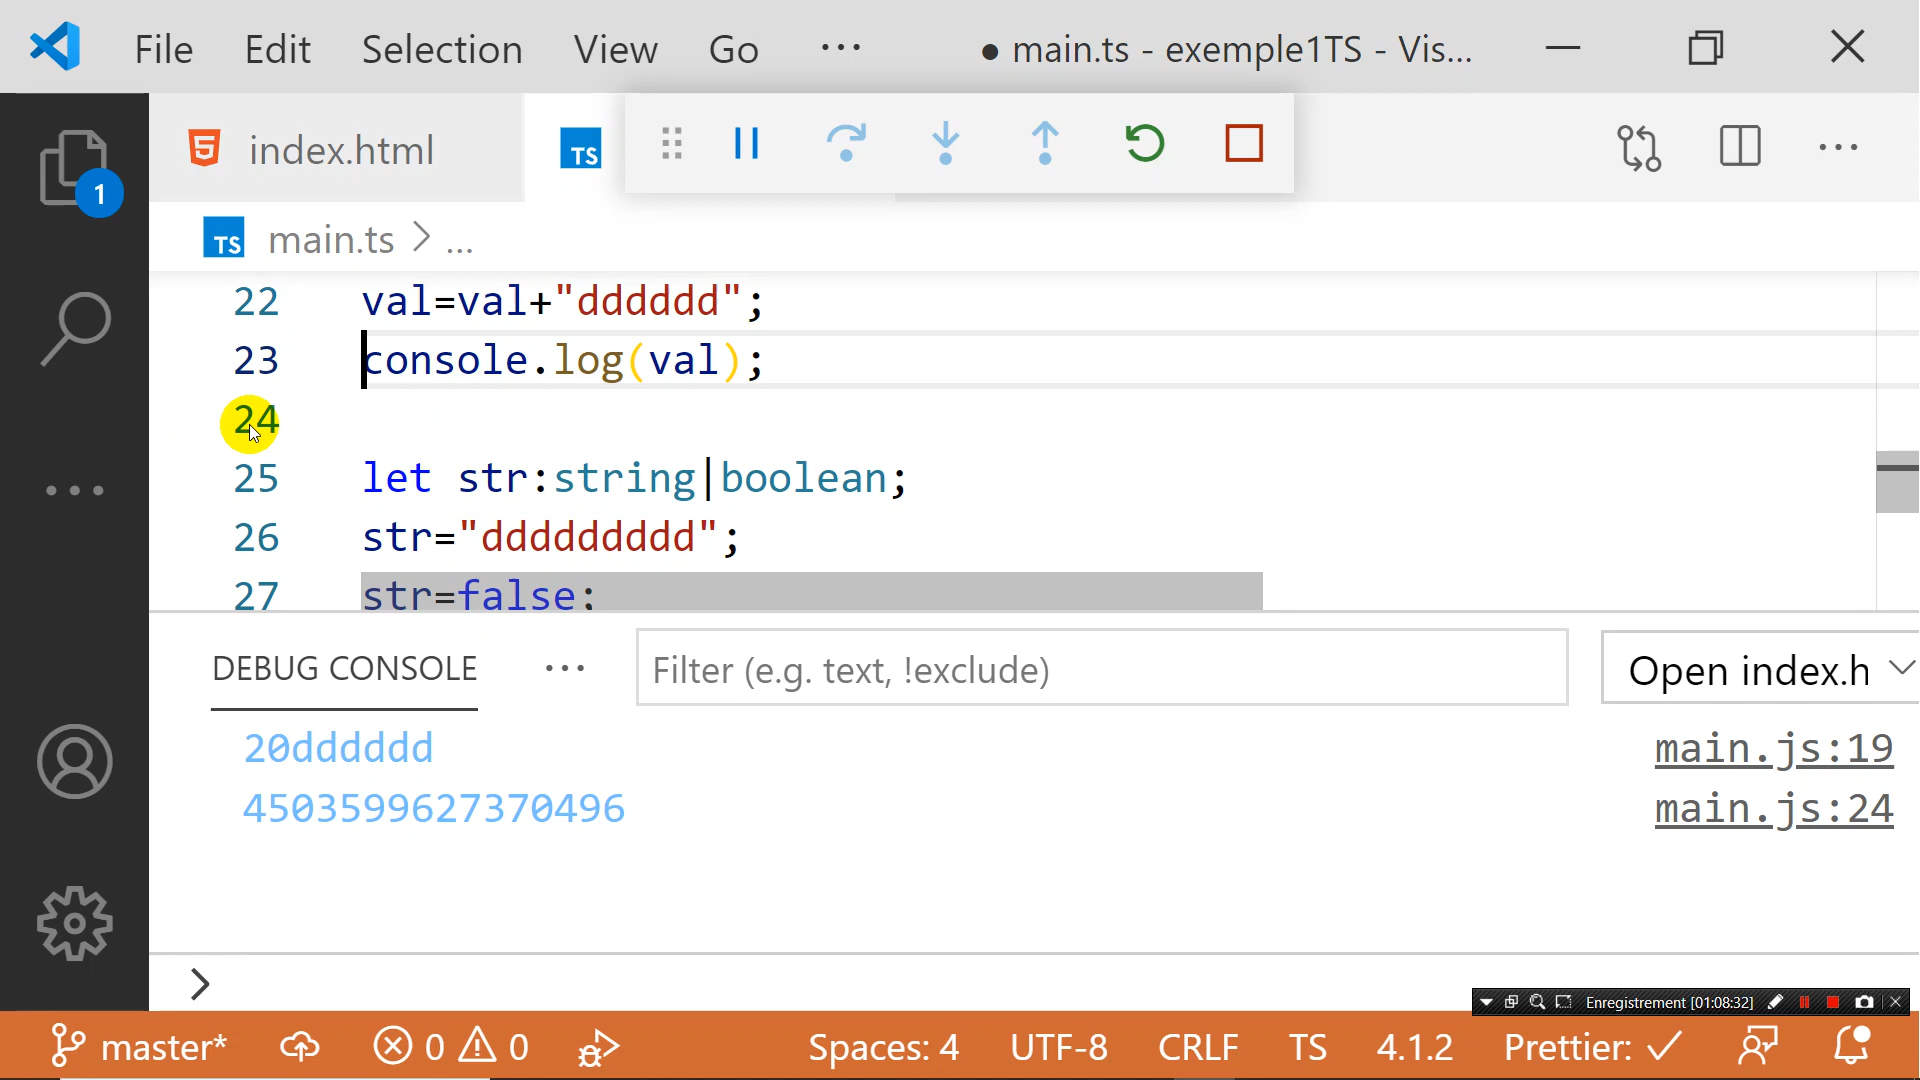 File Edit Selection View Go ··· ● main.ts - exemple1TS - Vis...
index.html TS
TS main.ts > ...
22 val=val+"dddddd";
23 console.log(val);
24
25 let str:string|boolean;
26 str="ddddddddd";
27 str=false;
DEBUG CONSOLE ··· Filter (e.g. text, !exclude) Open index.h
20dddddd main.js:19
4503599627370496 main.js:24
>
Enregistrement [01:08:32]
master* 0 0 Spaces: 4 UTF-8 CRLF TS 4.1.2 Prettier: ✓
1